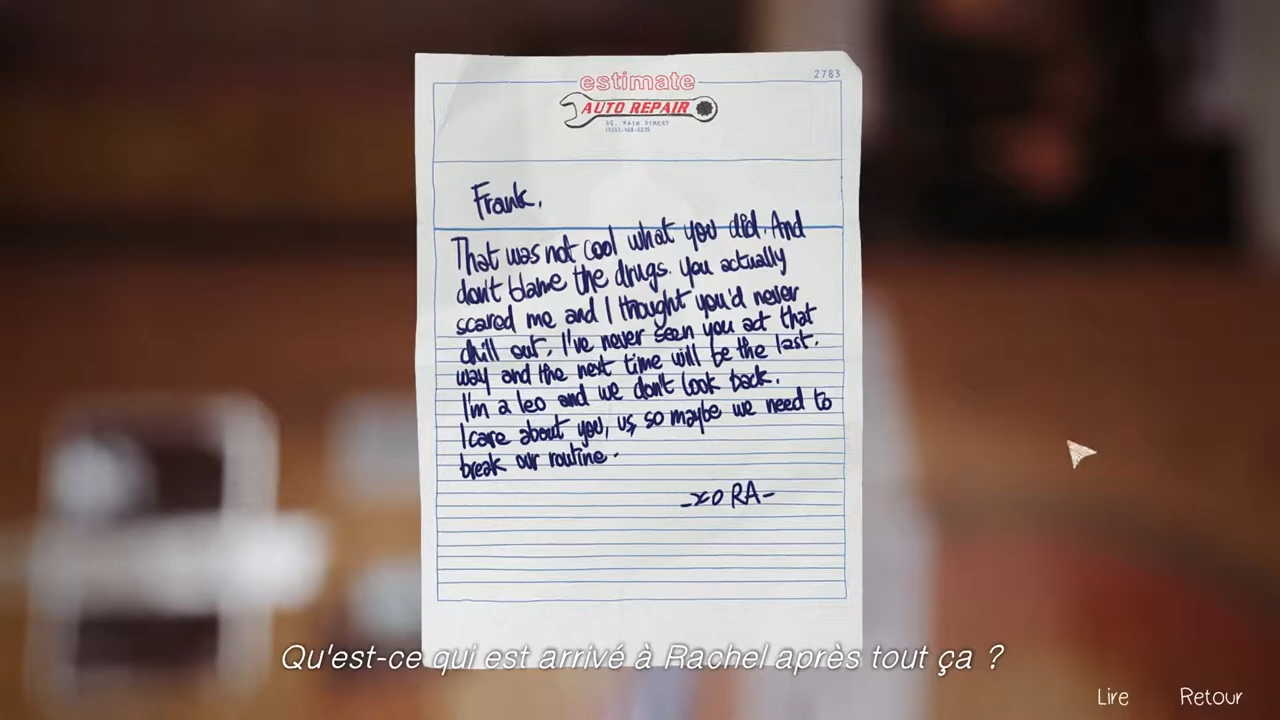 estimate
2783
AUTO REPAIR
Frank,
That was not cool what you did. And
don't blame the drugs. You actually
scared me and I thought you'd never
chill out. I've never seen you act that
way and the next time will be the last.
I'm a leo and we don't look back.
I care about you, us, so maybe we need to
break our routine.
-xo RA-
Qu'est-ce qui est arrivé à Rachel après tout ça ?
Lire Retour